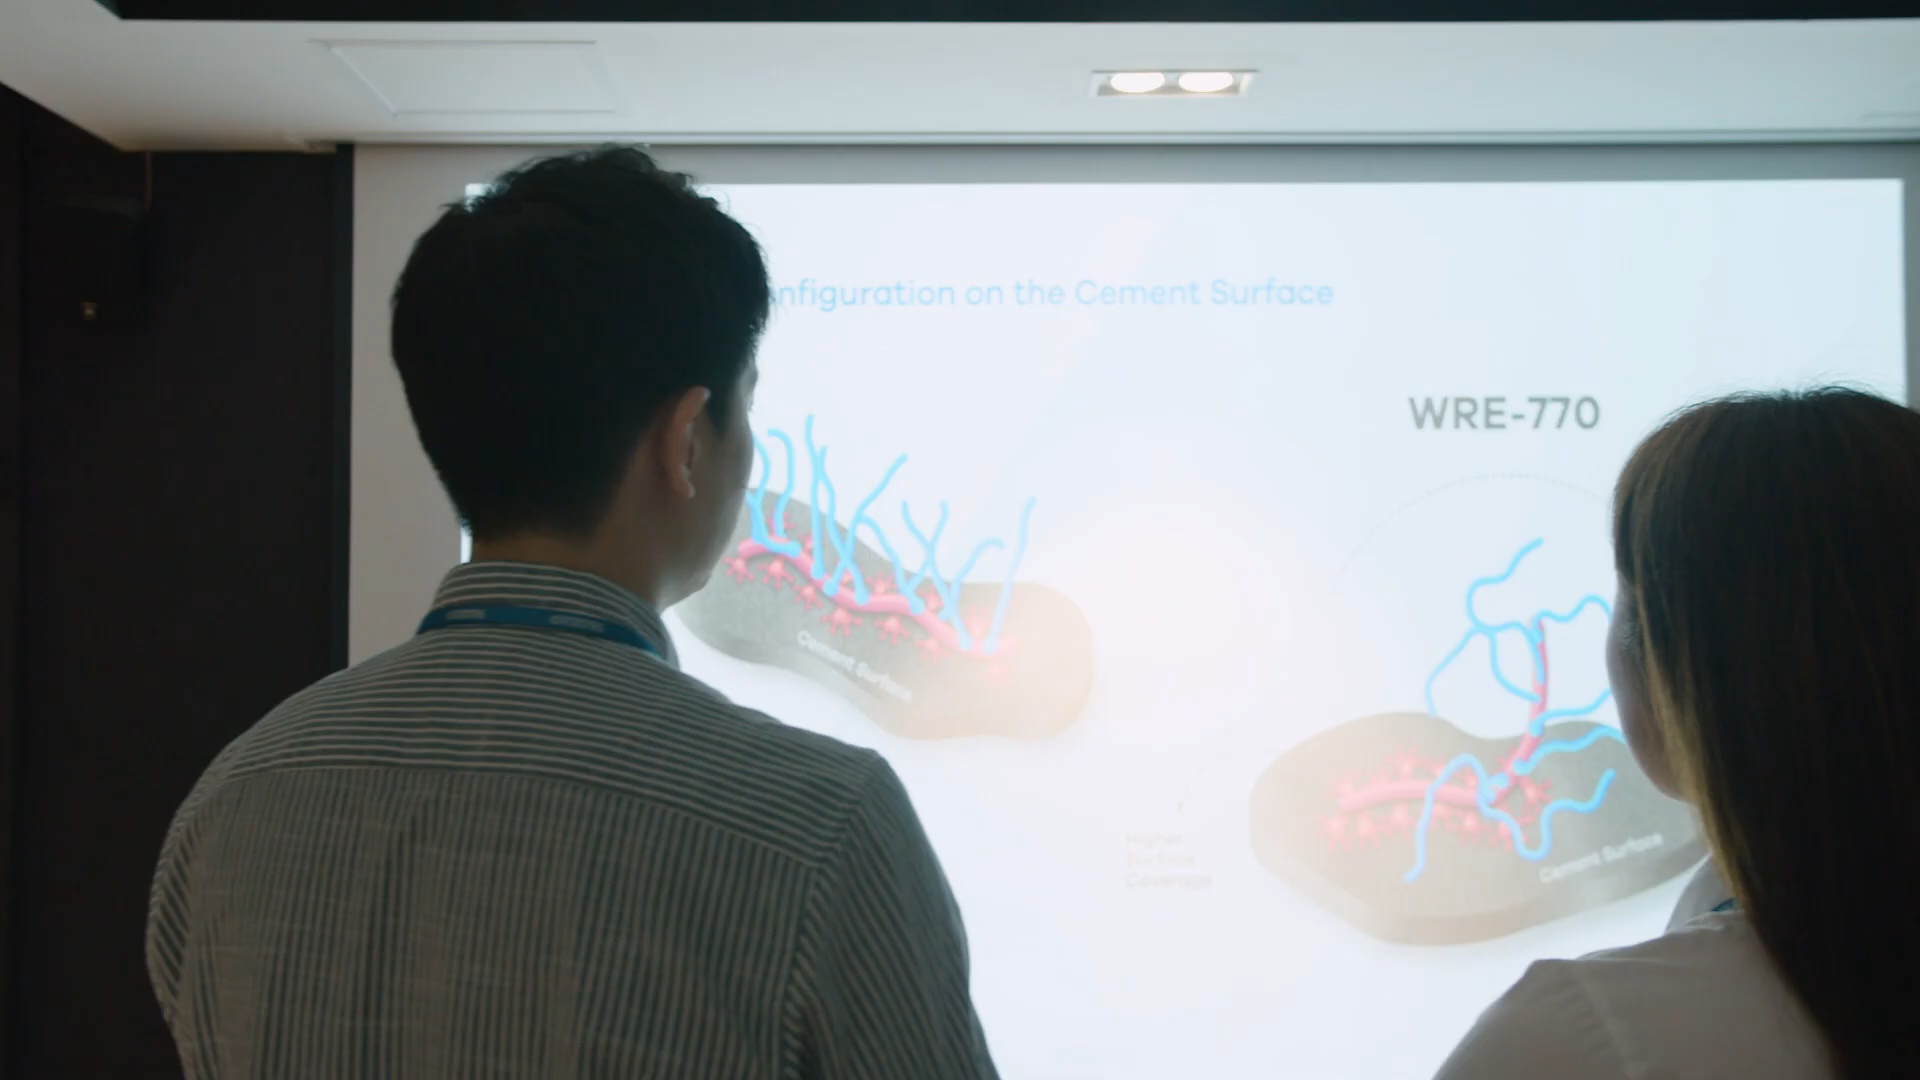 nfiguration on the Cement Surface
WRE-770
Cement Surface
Higher
Surface
Coverage
Cement Surface